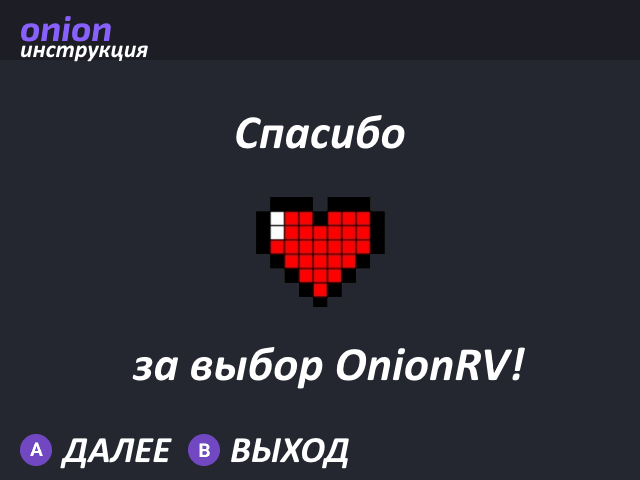 onion
инструкция
Спасибо
за выбор OnionRV!
A ДАЛЕЕ B ВЫХОД